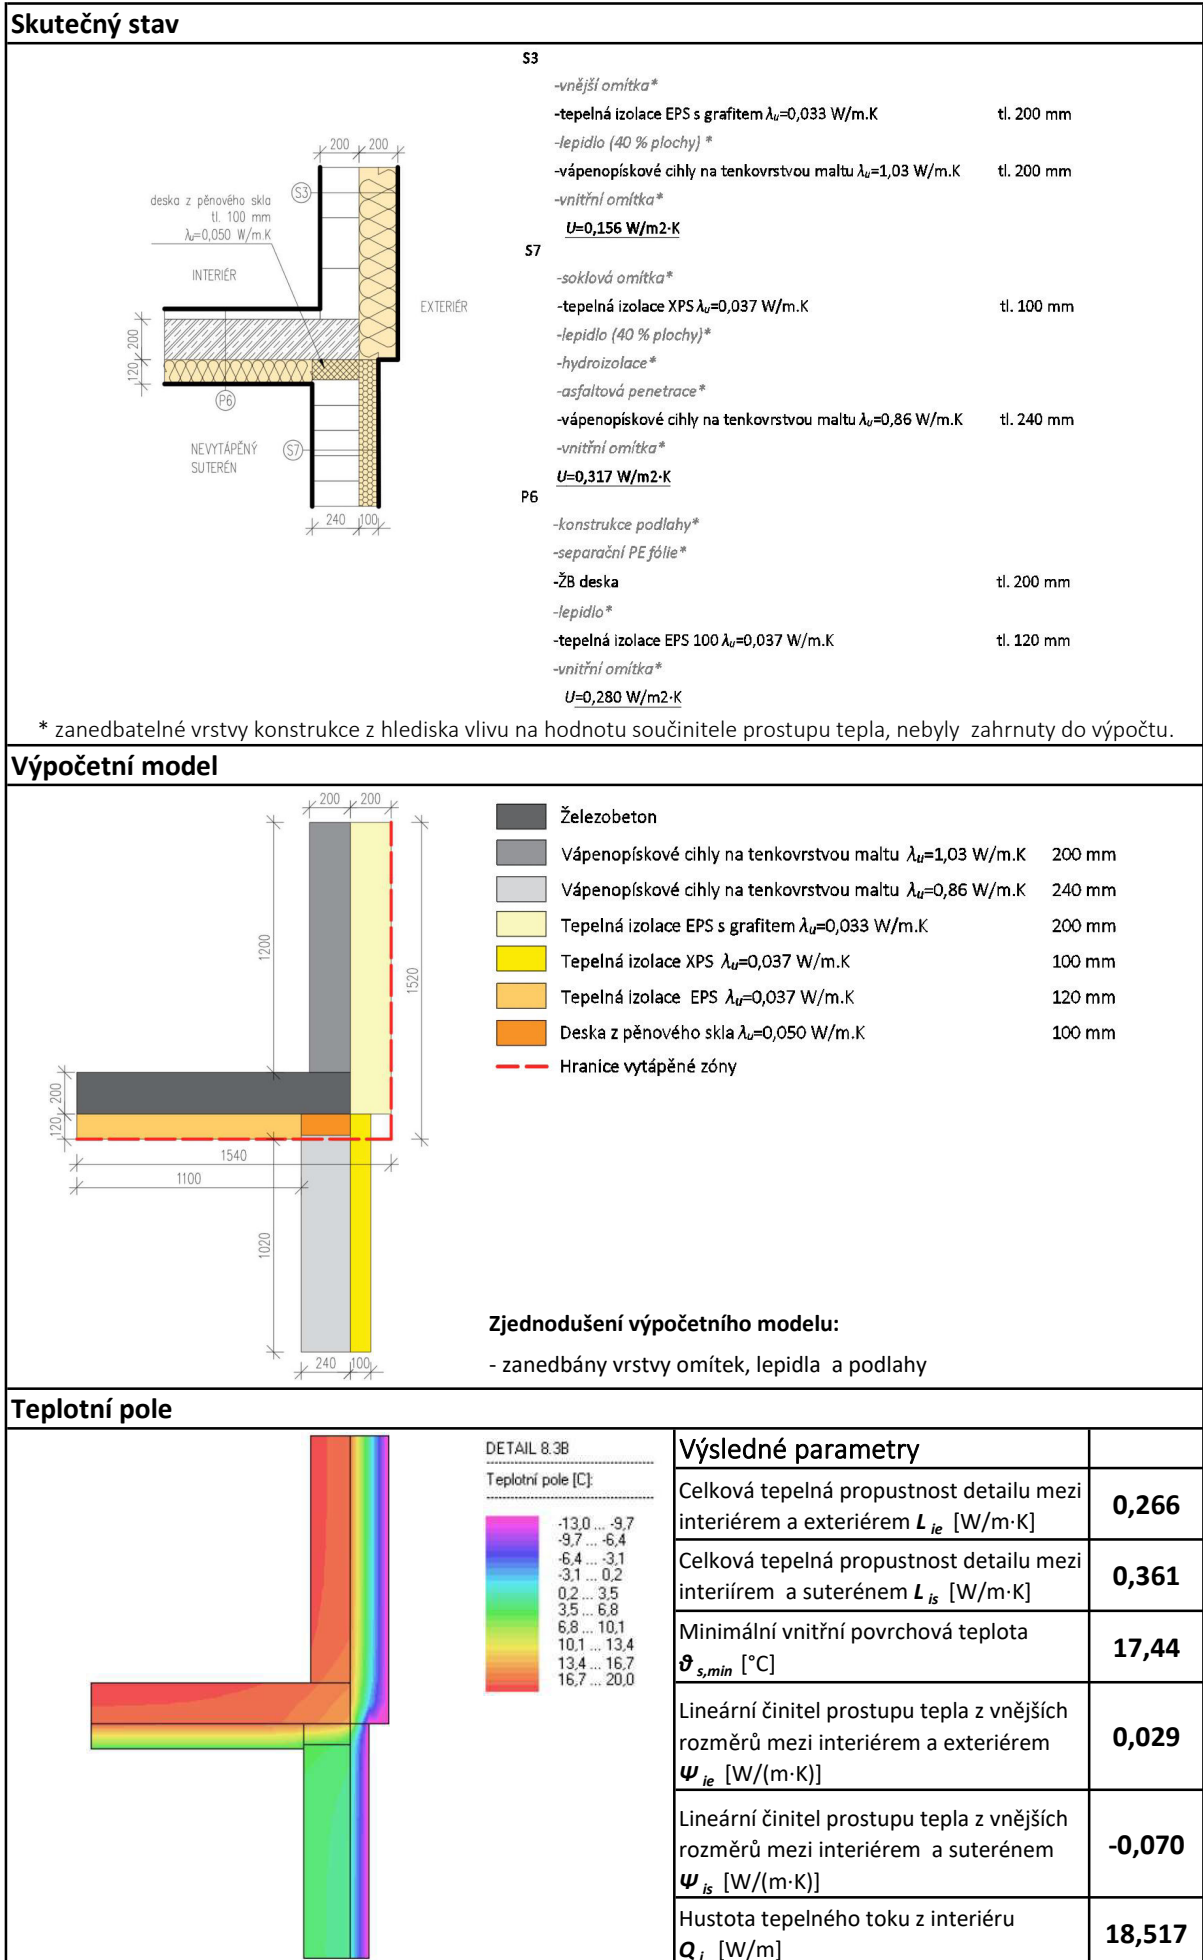 Skutečný stav
S3
-vnější omítka*
-tepelná izolace EPS s grafitem λu=0,033 W/m.K tl. 200 mm
-lepidlo (40 % plochy) *
-vápenopískové cihly na tenkovrstvou maltu λu=1,03 W/m.K tl. 200 mm
-vnitřní omítka*
U=0,156 W/m2·K
S7
-soklová omítka*
-tepelná izolace XPS λu=0,037 W/m.K tl. 100 mm
-lepidlo (40 % plochy)*
-hydroizolace*
-asfaltová penetrace*
-vápenopískové cihly na tenkovrstvou maltu λu=0,86 W/m.K tl. 240 mm
-vnitřní omítka*
U=0,317 W/m2·K
P6
-konstrukce podlahy*
-separační PE fólie*
-ŽB deska tl. 200 mm
-lepidlo*
-tepelná izolace EPS 100 λu=0,037 W/m.K tl. 120 mm
-vnitřní omítka*
U=0,280 W/m2·K
200 200
S3
deska z pěnového skla
tl. 100 mm
λu=0,050 W/m.K
INTERIÉR
EXTERIÉR
200
120
P6
NEVYTÁPĚNÝ
SUTERÉN
S7
240 100
* zanedbatelné vrstvy konstrukce z hlediska vlivu na hodnotu součinitele prostupu tepla, nebyly zahrnuty do výpočtu.
Výpočetní model
200 200
1200
1520
200
120
1540
1100
1020
240 100
Železobeton
Vápenopískové cihly na tenkovrstvou maltu λu=1,03 W/m.K 200 mm
Vápenopískové cihly na tenkovrstvou maltu λu=0,86 W/m.K 240 mm
Tepelná izolace EPS s grafitem λu=0,033 W/m.K 200 mm
Tepelná izolace XPS λu=0,037 W/m.K 100 mm
Tepelná izolace EPS λu=0,037 W/m.K 120 mm
Deska z pěnového skla λu=0,050 W/m.K 100 mm
Hranice vytápěné zóny
Zjednodušení výpočetního modelu:
- zanedbány vrstvy omítek, lepidla a podlahy
Teplotní pole
DETAIL 8.3B
Teplotní pole [C]:
-13,0 ... -9,7
-9,7 ... -6,4
-6,4 ... -3,1
-3,1 ... 0,2
0,2 ... 3,5
3,5 ... 6,8
6,8 ... 10,1
10,1 ... 13,4
13,4 ... 16,7
16,7 ... 20,0
Výsledné parametry
Celková tepelná propustnost detailu mezi
interiérem a exteriérem L ie [W/m·K] 0,266
Celková tepelná propustnost detailu mezi
interiírem a suterénem L is [W/m·K] 0,361
Minimální vnitřní povrchová teplota
ϑ s,min [°C] 17,44
Lineární činitel prostupu tepla z vnějších
rozměrů mezi interiérem a exteriérem
Ψ ie [W/(m·K)] 0,029
Lineární činitel prostupu tepla z vnějších
rozměrů mezi interiérem a suterénem
Ψ is [W/(m·K)] -0,070
Hustota tepelného toku z interiéru
Q i [W/m] 18,517